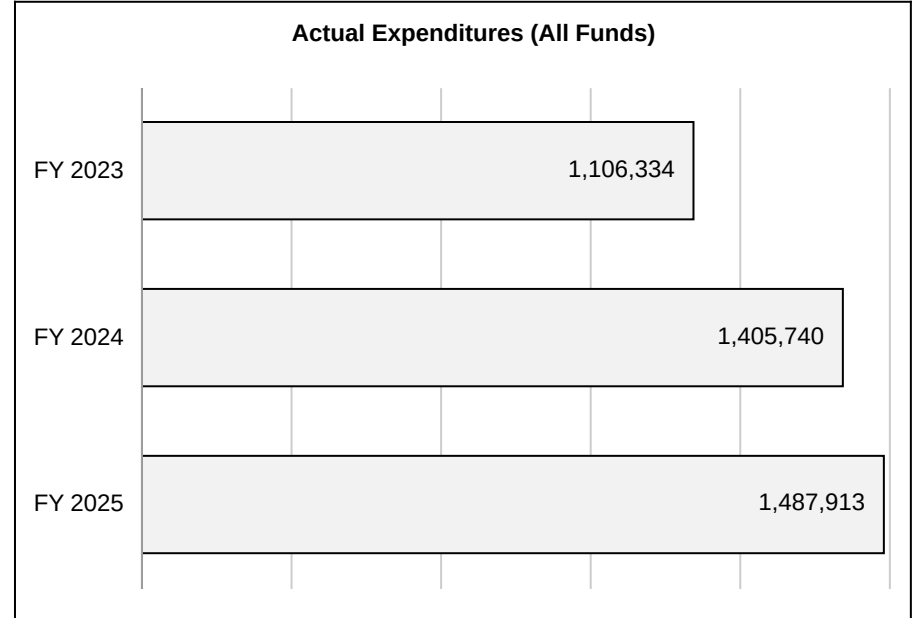 Actual Expenditures (All Funds)
FY 2023
1,106,334
FY 2024
1,405,740
FY 2025
1,487,913